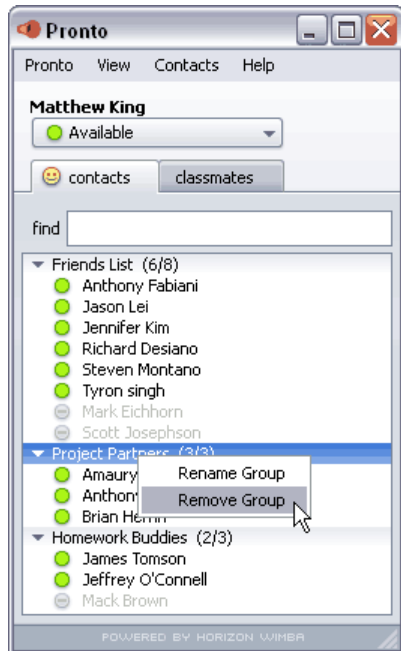 Pronto
Pronto View Contacts Help
Matthew King
Available
contacts classmates
find
Friends List (6/8)
Anthony Fabiani
Jason Lei
Jennifer Kim
Richard Desiano
Steven Montano
Tyron singh
Mark Eichhorn
Scott Josephson
Project Partners (3/3)
Amaury
Rename Group
Anthony
Remove Group
Brian
Homework Buddies (2/3)
James Tomson
Jeffrey O'Connell
Mack Brown
POWERED BY HORIZON WIMBA